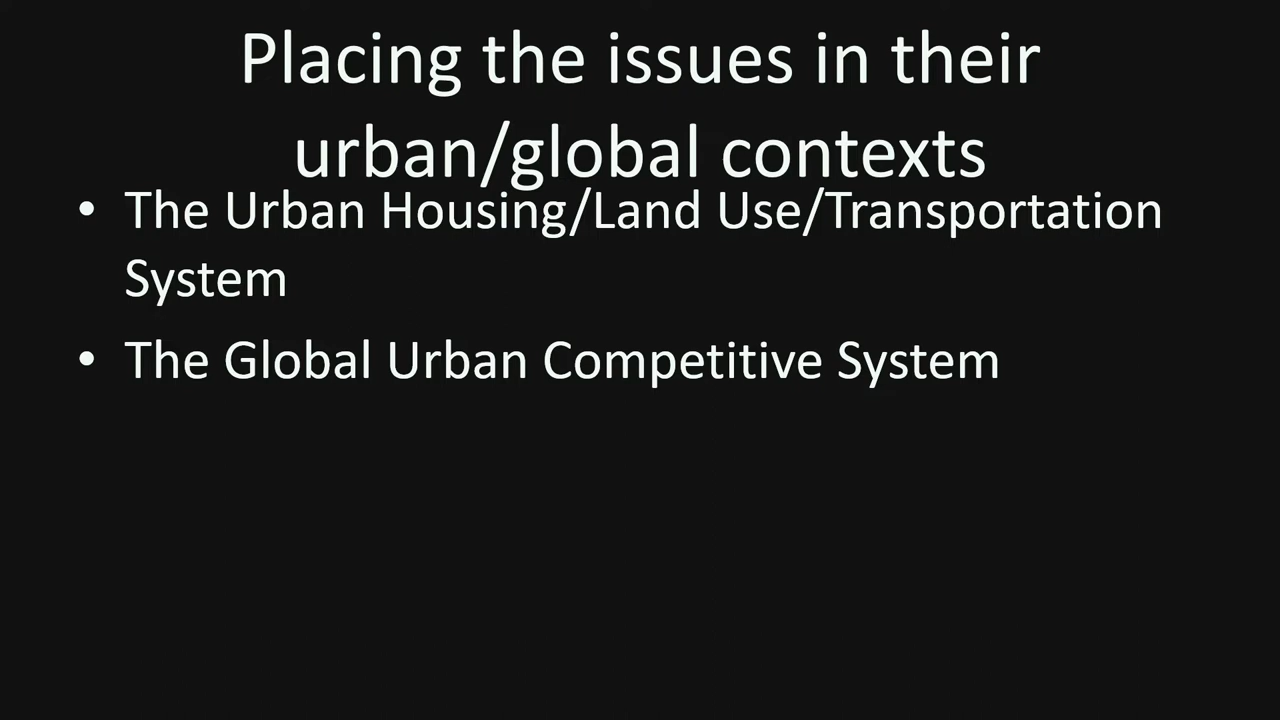 Placing the issues in their
urban/global contexts
• The Urban Housing/Land Use/Transportation
System
• The Global Urban Competitive System